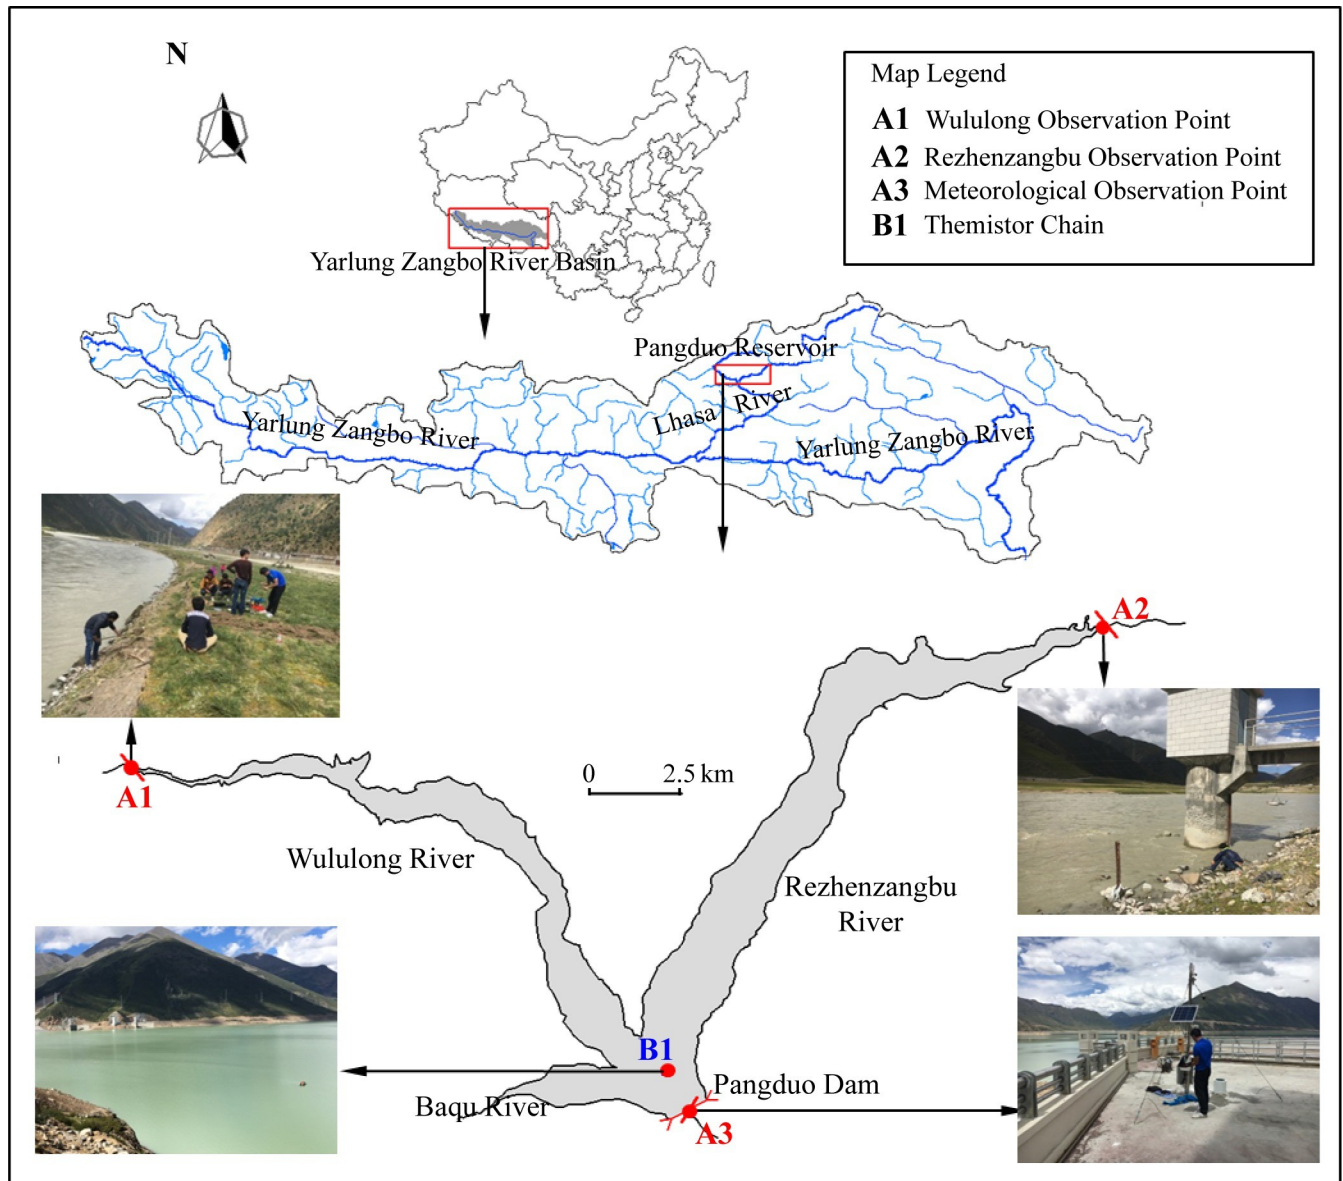 N
Map Legend
A1 Wululong Observation Point
A2 Rezhenzangbu Observation Point
A3 Meteorological Observation Point
B1 Themistor Chain
Yarlung Zangbo River Basin
Pangduo Reservoir
Lhasa River
Yarlung Zangbo River
Yarlung Zangbo River
A2
A1
0 2.5 km
Wululong River
Rezhenzangbu
River
B1
Pangduo Dam
Baqu River
A3